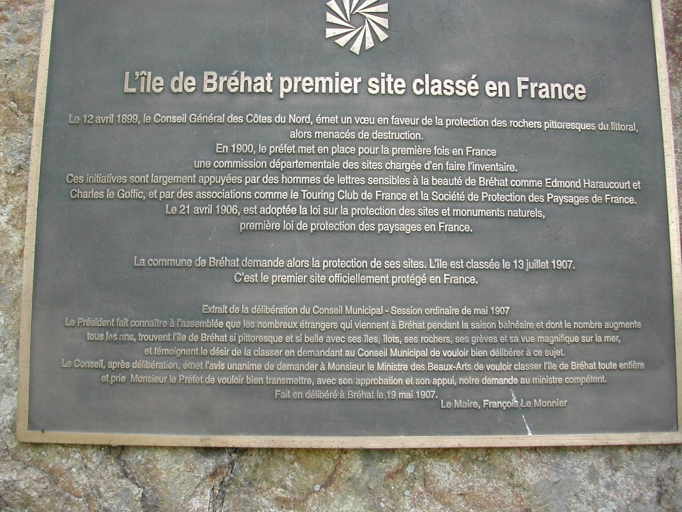 L'île de Bréhat premier site classé en France
Le 12 avril 1899, le Conseil Général des Côtes du Nord, émet un vœu en faveur de la protection des rochers pittoresques du littoral,
alors menacés de destruction.
En 1900, le préfet met en place pour la première fois en France
une commission départementale des sites chargée d'en faire l'inventaire.
Ces initiatives sont largement appuyées par des hommes de lettres sensibles à la beauté de Bréhat comme Edmond Haraucourt et
Charles le Goffic, et par des associations comme le Touring Club de France et la Société de Protection des Paysages de France.
Le 21 avril 1906, est adoptée la loi sur la protection des sites et monuments naturels,
première loi de protection des paysages en France.
La commune de Bréhat demande alors la protection de ses sites. L'île est classée le 13 juillet 1907.
C'est le premier site officiellement protégé en France.
Extrait de la délibération du Conseil Municipal - Session ordinaire de mai 1907
Le Président fait connaître à l'assemblée que les nombreux étrangers qui viennent à Bréhat pendant la saison balnéaire et dont le nombre augmente
tous les ans, trouvent l'île de Bréhat si pittoresque et si belle avec ses îles, îlots, ses rochers, ses grèves et sa vue magnifique sur la mer,
et témoignent le désir de la classer en demandant au Conseil Municipal de vouloir bien délibérer à ce sujet.
Le Conseil, après délibération, émet l'avis unanime de demander à Monsieur le Ministre des Beaux-Arts de vouloir classer l'île de Bréhat toute entière
et prie Monsieur le Préfet de vouloir bien transmettre, avec son approbation et son appui, notre demande au ministre compétent.
Fait en délibéré à Bréhat le 19 mai 1907.
Le Maire, François Le Monnier